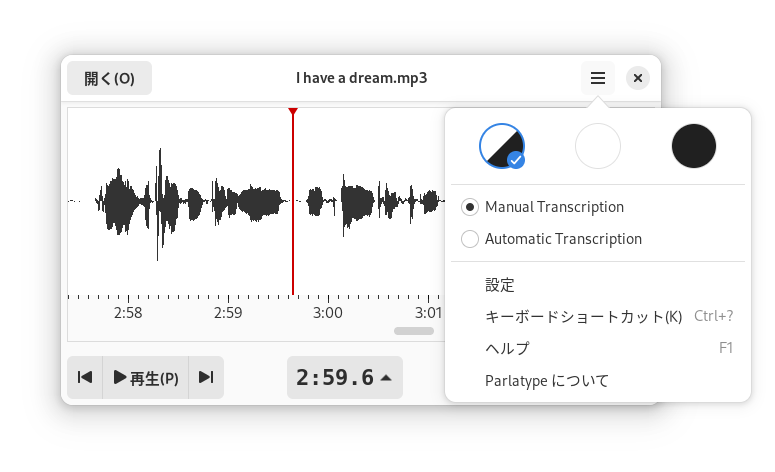 開く(O)
I have a dream.mp3
Manual Transcription
Automatic Transcription
設定
キーボードショートカット(K) Ctrl+?
ヘルプ F1
Parlatype について
2:58 2:59 3:00 3:01
再生(P)
2:59.6